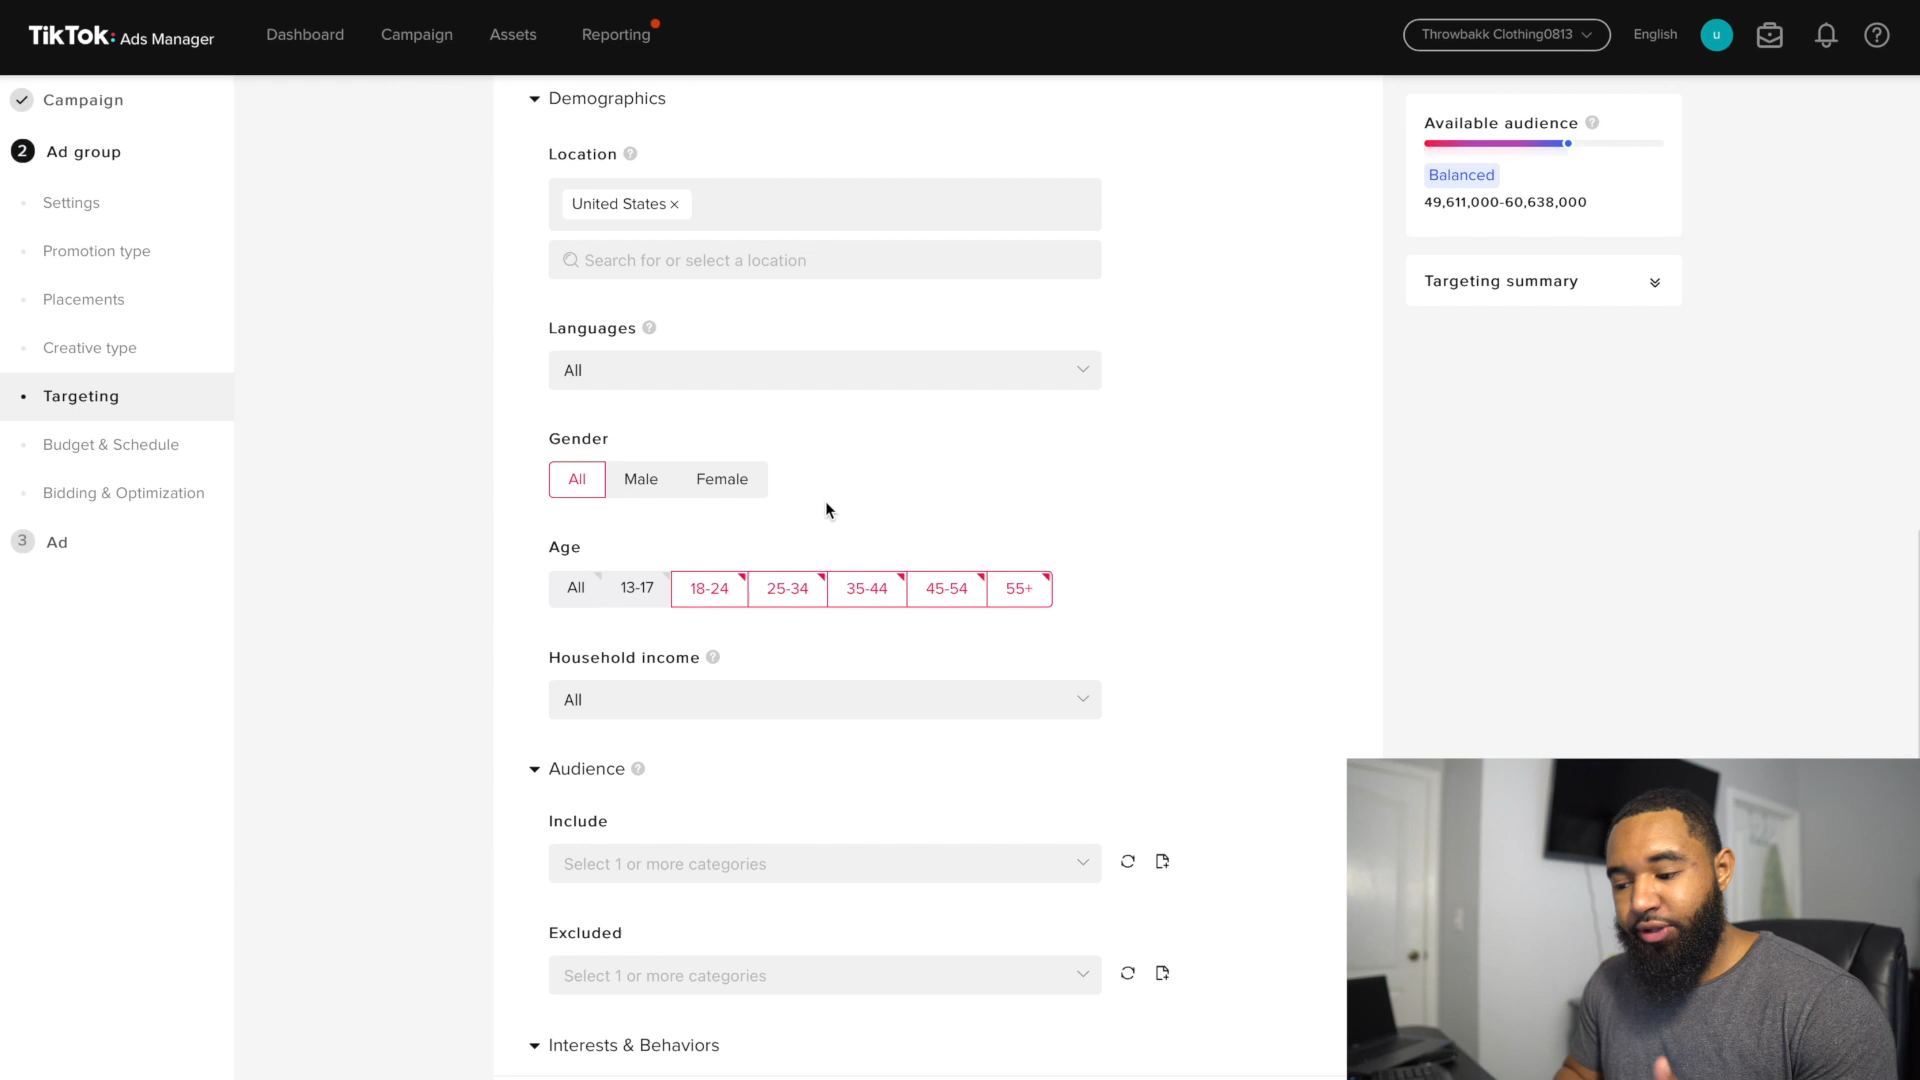 TikTok: Ads Manager
Dashboard
Campaign
Assets
Reporting
Throwbakk Clothing0813
English
u
Campaign
2 Ad group
Settings
Promotion type
Placements
Creative type
Targeting
Budget & Schedule
Bidding & Optimization
3 Ad
Demographics
Location
United States ×
Search for or select a location
Languages
All
Gender
All Male Female
Age
All 13-17 18-24 25-34 35-44 45-54 55+
Household income
All
Audience
Include
Select 1 or more categories
Excluded
Select 1 or more categories
Interests & Behaviors
Available audience
Balanced
49,611,000-60,638,000
Targeting summary